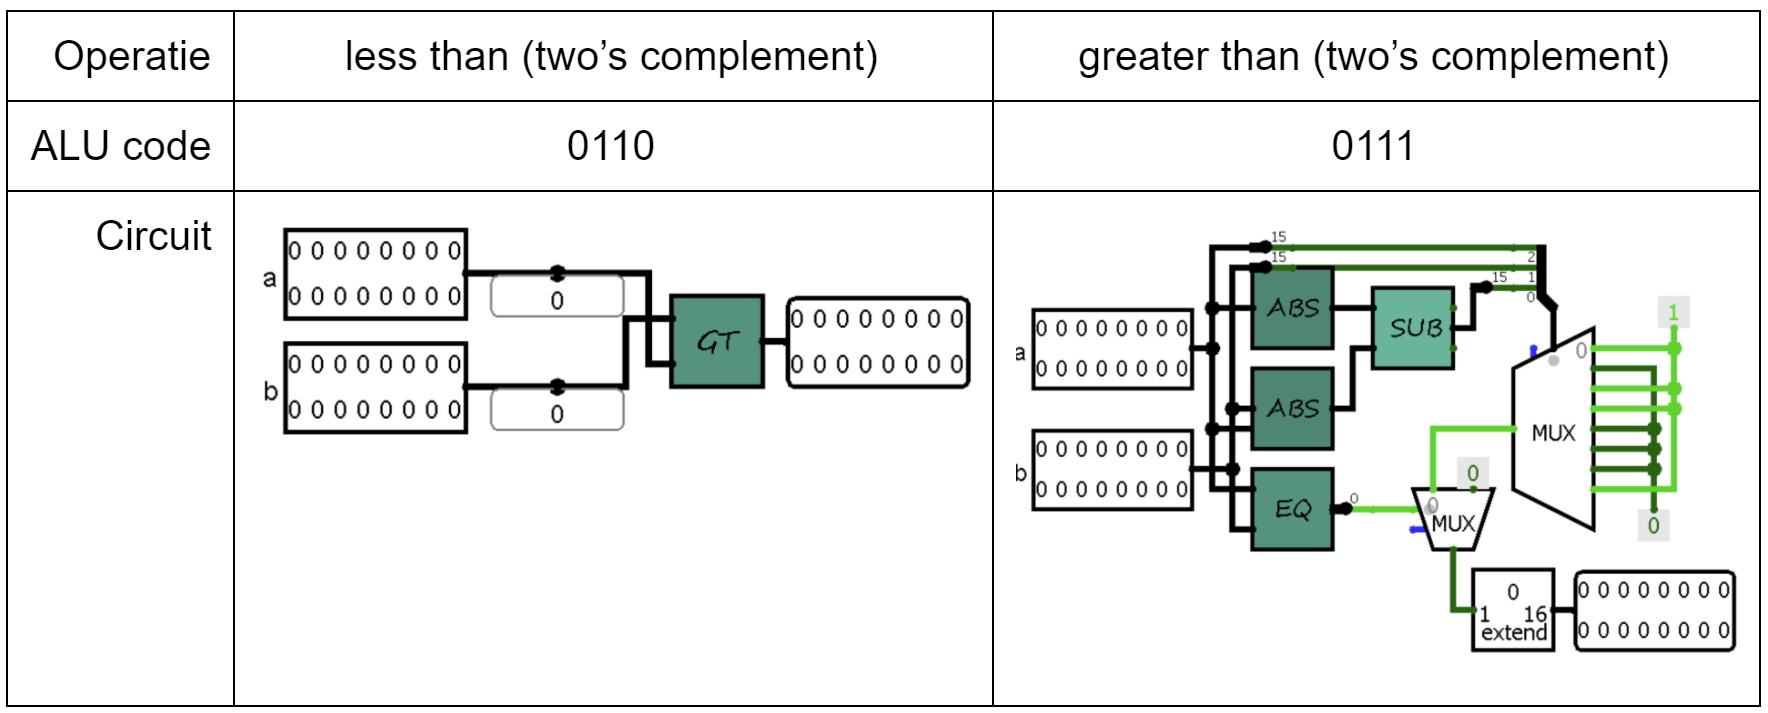 Operatie
less than (two’s complement)
greater than (two’s complement)
ALU code
0110
0111
Circuit
a
0 0 0 0 0 0 0 0
0 0 0 0 0 0 0 0
0
b
0 0 0 0 0 0 0 0
0 0 0 0 0 0 0 0
0
GT
0 0 0 0 0 0 0 0
0 0 0 0 0 0 0 0
15
15
2
15
1
0
a
0 0 0 0 0 0 0 0
0 0 0 0 0 0 0 0
b
0 0 0 0 0 0 0 0
0 0 0 0 0 0 0 0
ABS
SUB
ABS
EQ
0
0
MUX
1
0
0
0
MUX
0
1 16
extend
0 0 0 0 0 0 0 0
0 0 0 0 0 0 0 0